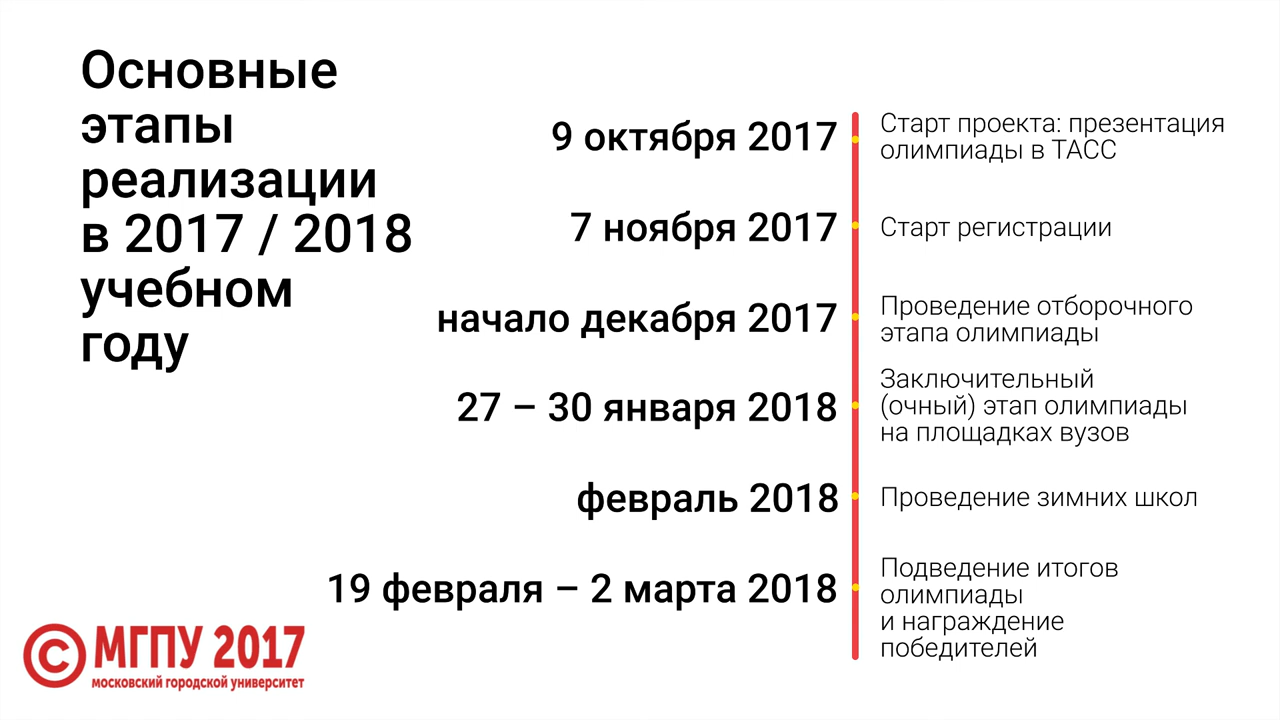 Основные
этапы
реализации
в 2017 / 2018
учебном
году
9 октября 2017
Старт проекта: презентация
олимпиады в ТАСС
7 ноября 2017
Старт регистрации
начало декабря 2017
Проведение отборочного
этапа олимпиады
27 – 30 января 2018
Заключительный
(очный) этап олимпиады
на площадках вузов
февраль 2018
Проведение зимних школ
19 февраля – 2 марта 2018
Подведение итогов
олимпиады
и награждение
победителей
© МГПУ 2017
московский городской университет